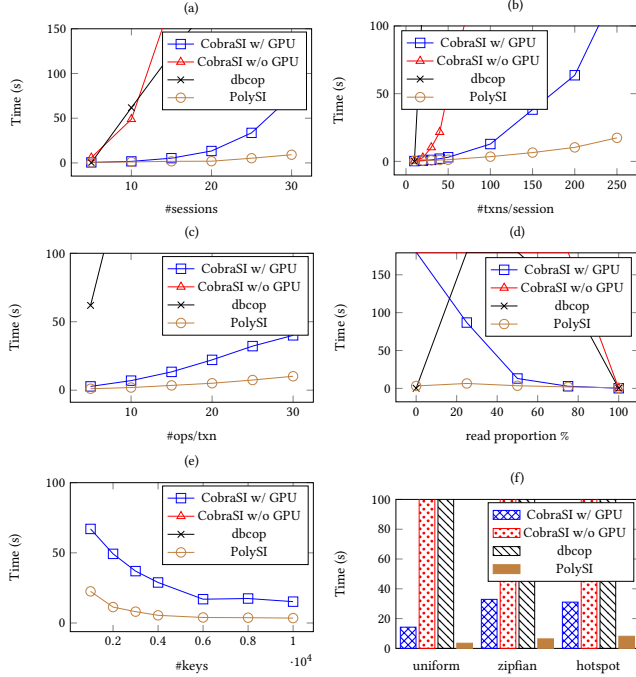 (a)
150
100
50
0
Time (s)
CobraSI w/ GPU
CobraSI w/o GPU
dbcop
PolySI
10
20
30
#sessions
(b)
100
50
0
Time (s)
CobraSI w/ GPU
CobraSI w/o GPU
dbcop
PolySI
0
50
100
150
200
250
#txns/session
(c)
100
50
0
Time (s)
CobraSI w/ GPU
CobraSI w/o GPU
dbcop
PolySI
10
20
30
#ops/txn
(d)
150
100
50
0
Time (s)
CobraSI w/ GPU
CobraSI w/o GPU
dbcop
PolySI
0
20
40
60
80
100
read proportion %
(e)
100
50
0
Time (s)
CobraSI w/ GPU
CobraSI w/o GPU
dbcop
PolySI
0.2
0.4
0.6
0.8
1
·10⁴
#keys
(f)
100
80
60
40
20
0
Time (s)
CobraSI w/ GPU
CobraSI w/o GPU
dbcop
PolySI
uniform
zipfian
hotspot